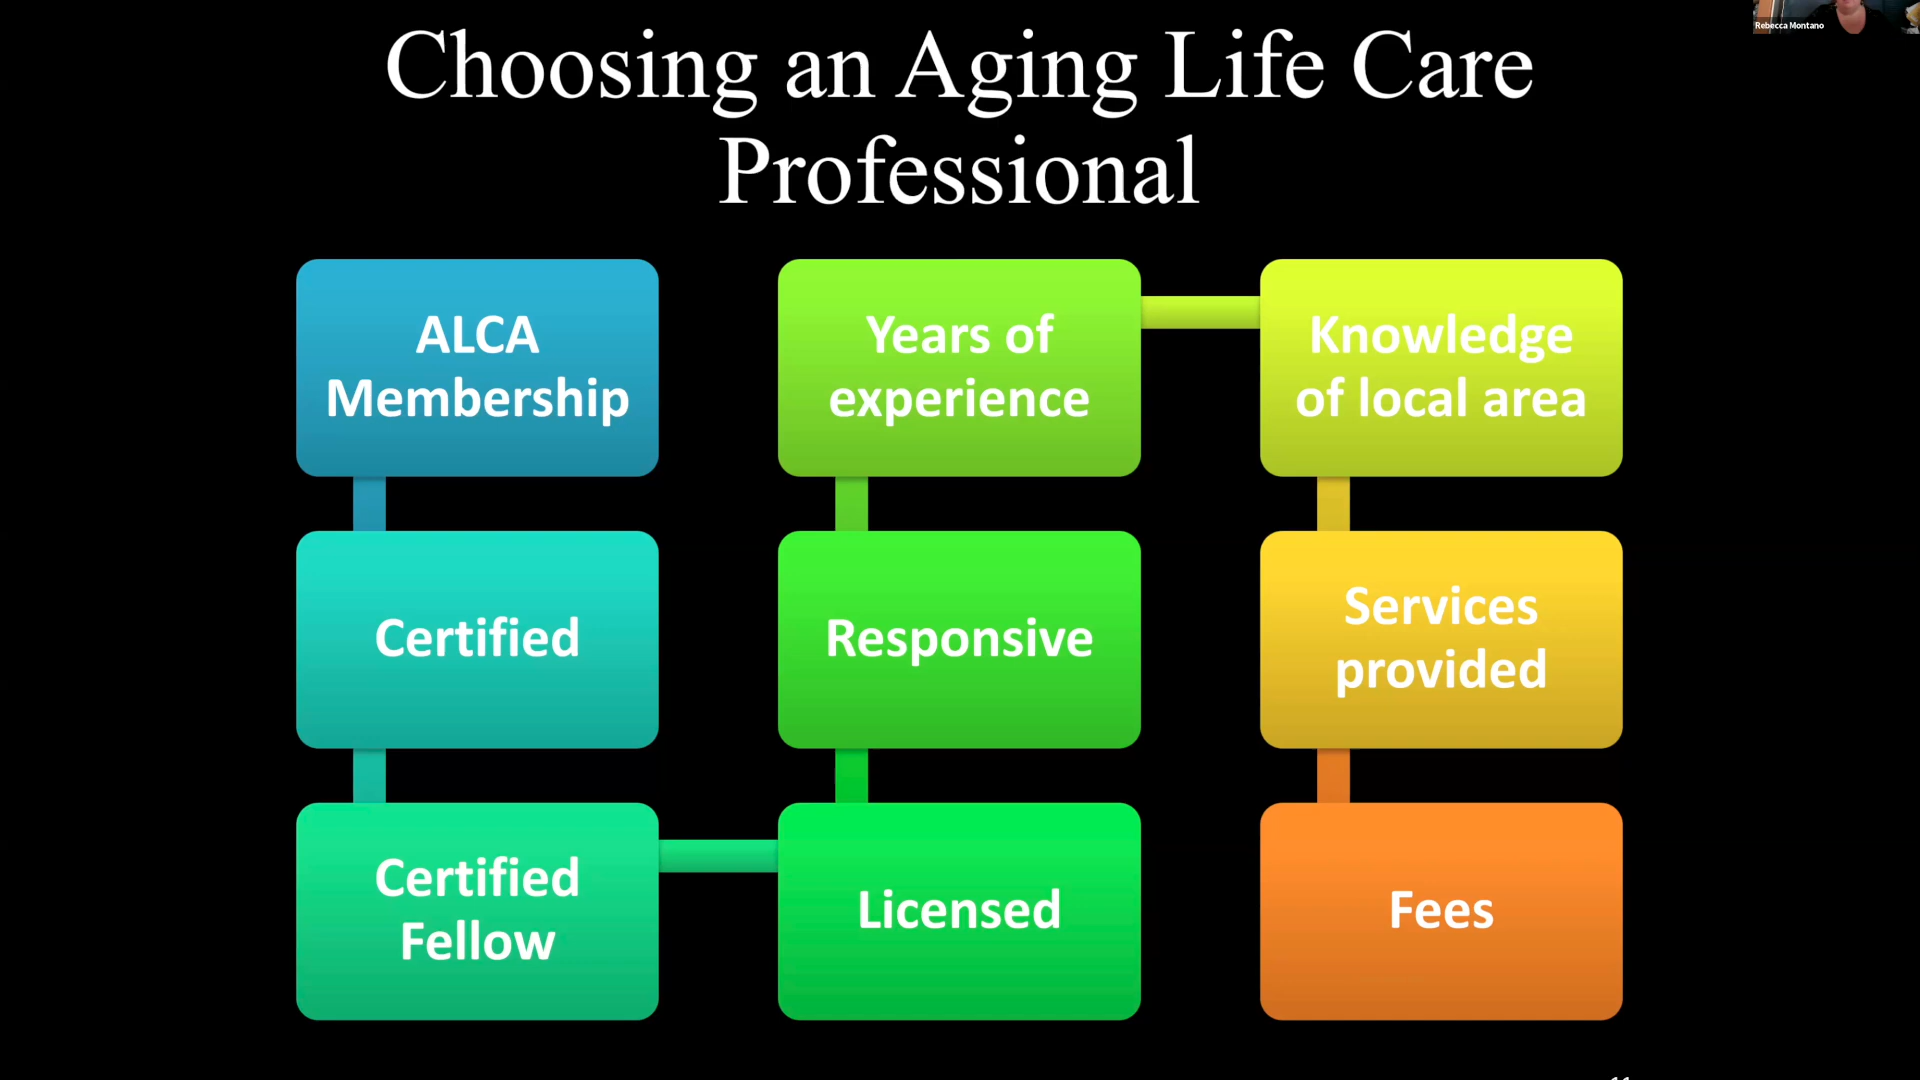 Choosing an Aging Life Care
Professional
Rebecca Montano
ALCA
Membership
Certified
Certified
Fellow
Licensed
Responsive
Years of
experience
Knowledge
of local area
Services
provided
Fees